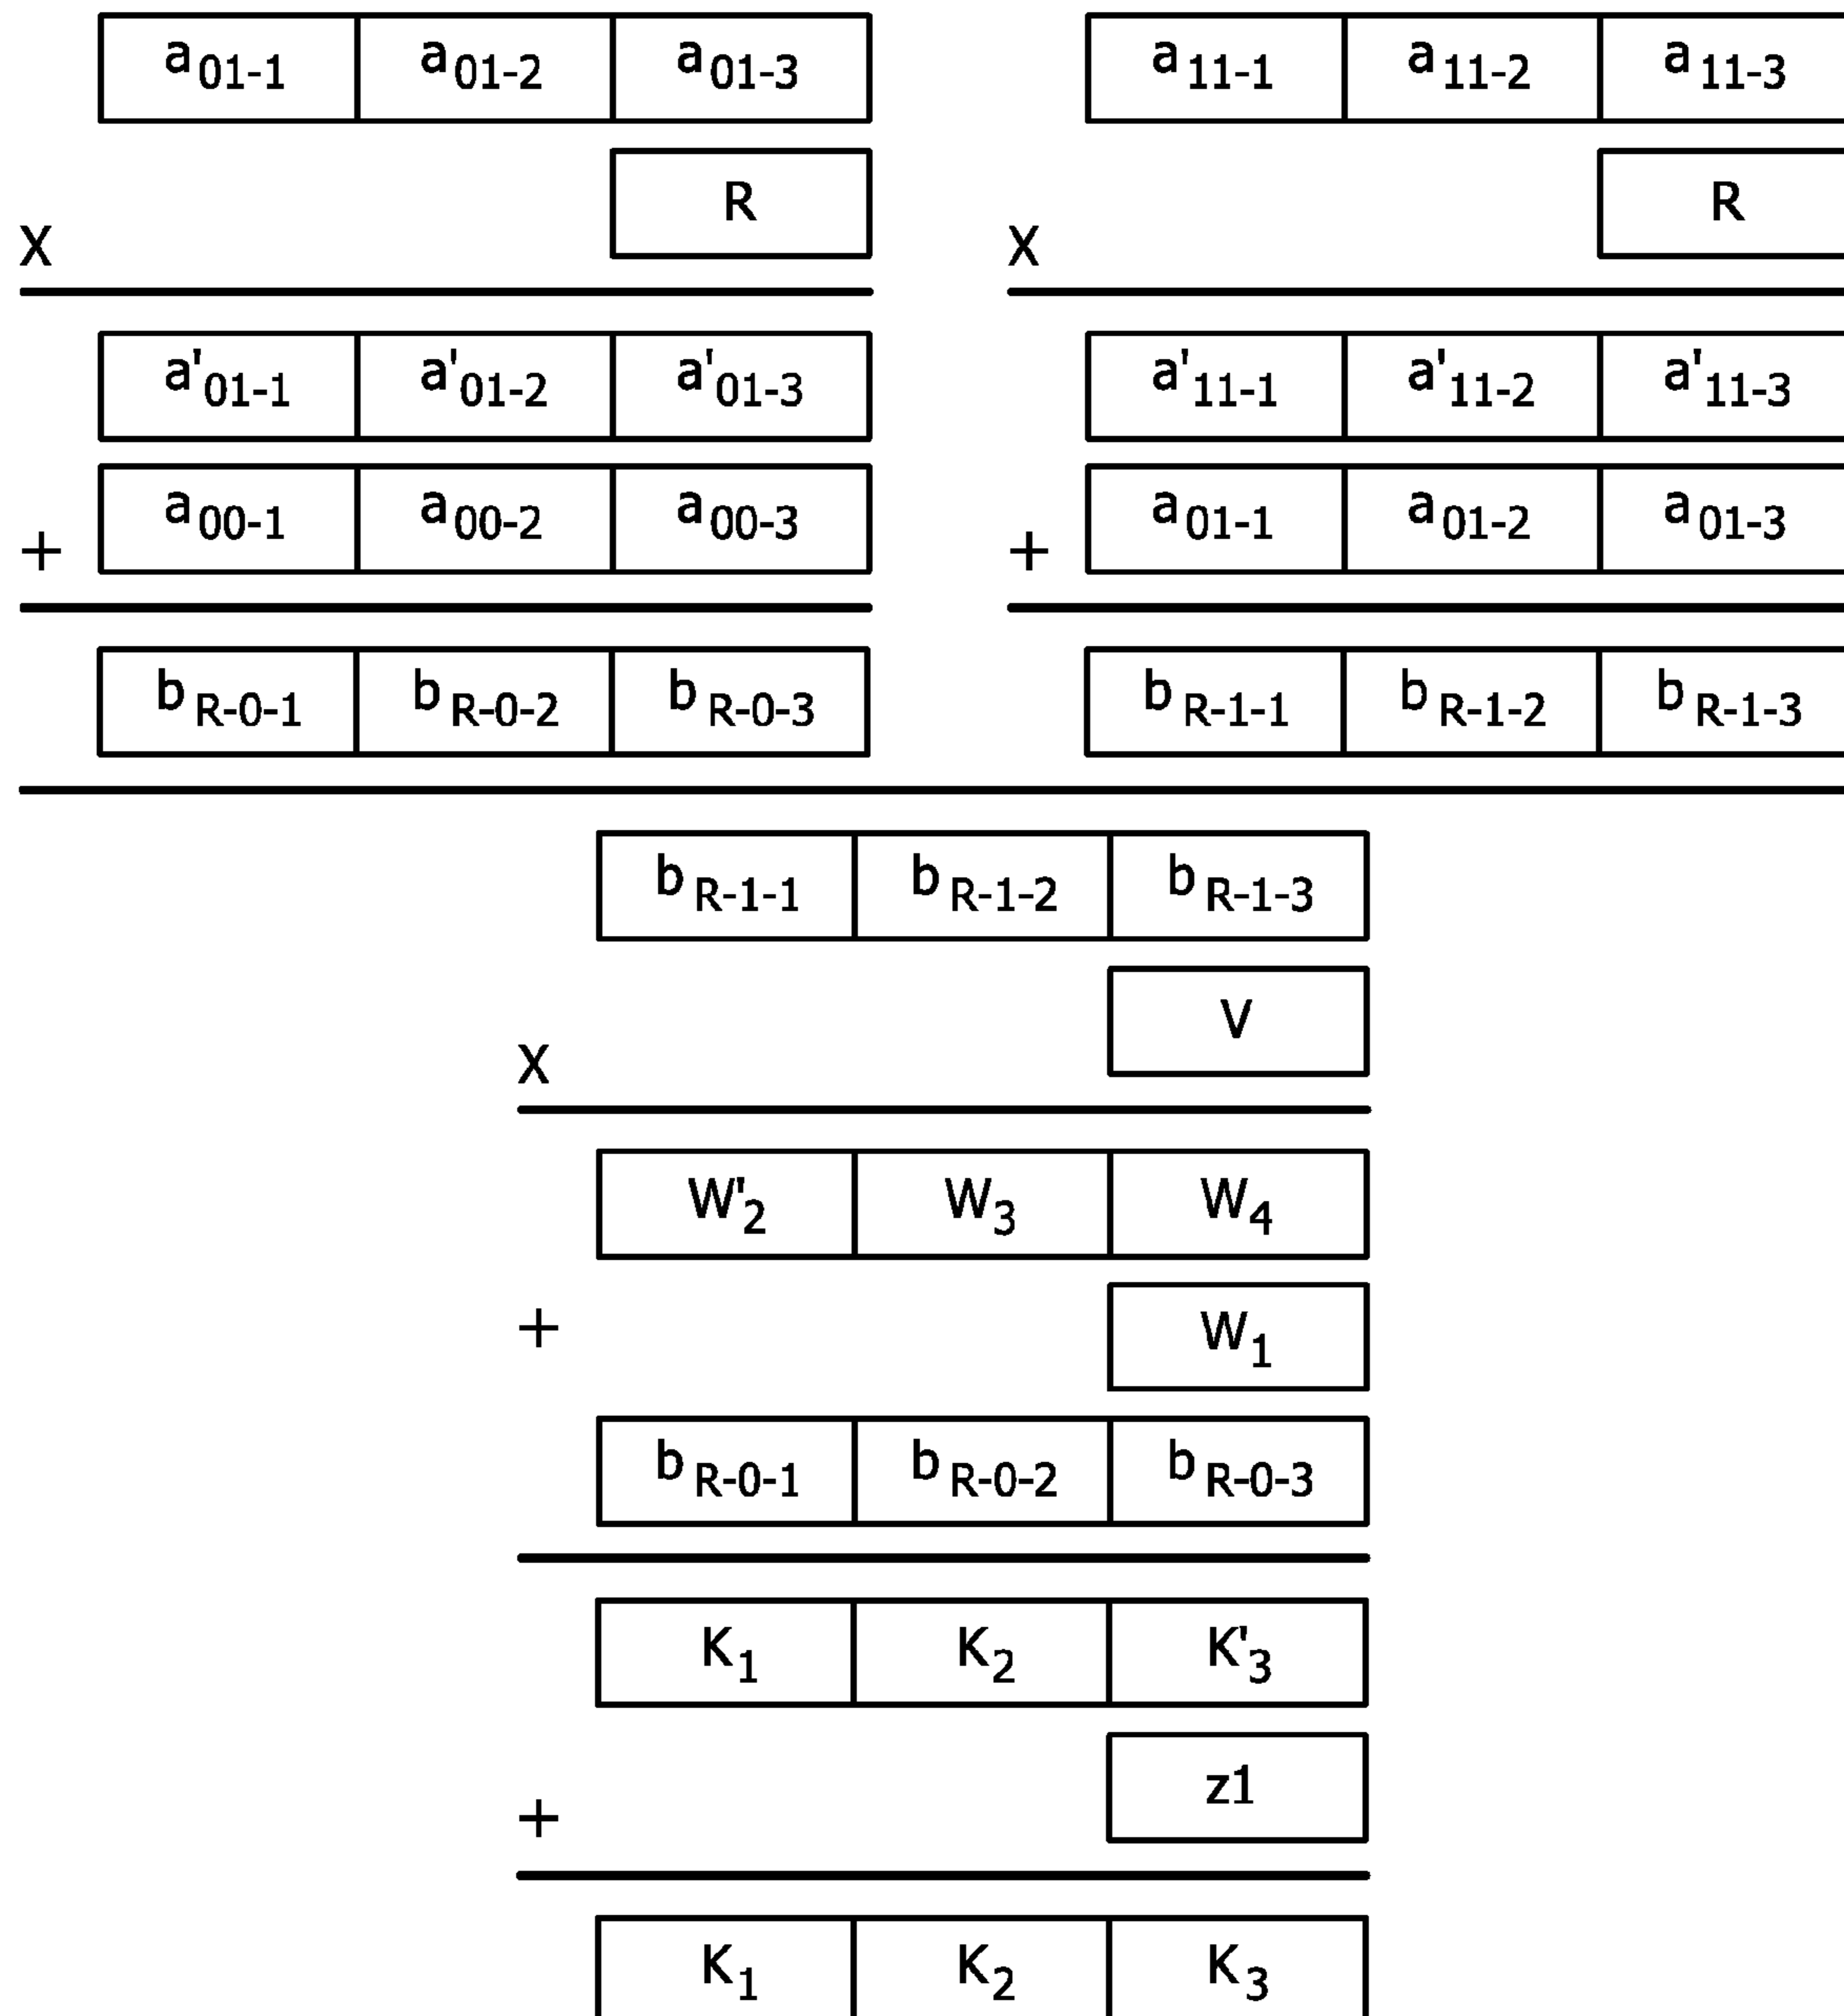 a01-1 a01-2 a01-3 a11-1 a11-2 a11-3
R R
X X
a'01-1 a'01-2 a'01-3 a'11-1 a'11-2 a'11-3
a00-1 a00-2 a00-3 a01-1 a01-2 a01-3
+ +
bR-0-1 bR-0-2 bR-0-3 bR-1-1 bR-1-2 bR-1-3
bR-1-1 bR-1-2 bR-1-3
V
X
W'2 W3 W4
+ W1
bR-0-1 bR-0-2 bR-0-3
K1 K2 K'3
z1
+
K1 K2 K3